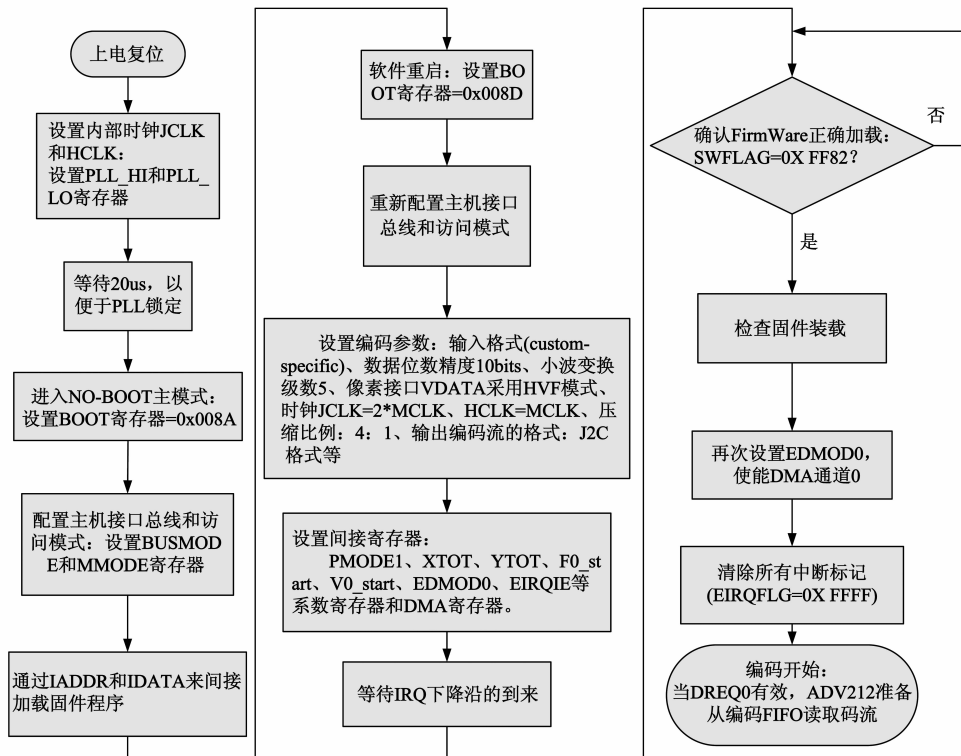 上电复位
设置内部时钟JCLK
和HCLK：
设置PLL_HI和PLL_
LO寄存器
等待20us，以
便于PLL锁定
进入NO-BOOT主模式：
设置BOOT寄存器=0x008A
配置主机接口总线和访
问模式：设置BUSMOD
E和MMODE寄存器
通过IADDR和IDATA来间接
加载固件程序
软件重启：设置BO
OT寄存器=0x008D
重新配置主机接口
总线和访问模式
设置编码参数：输入格式(custom-
specific)、数据位数精度10bits、小波变换
级数5、像素接口VDATA采用HVF模式、
时钟JCLK=2*MCLK、HCLK=MCLK、压
缩比例：4：1、输出编码流的格式：J2C
格式等
设置间接寄存器：
PMODE1、XTOT、YTOT、F0_st
art、V0_start、EDMOD0、EIRQIE等
系数寄存器和DMA寄存器。
等待IRQ下降沿的到来
确认FirmWare正确加载：
SWFLAG=0X FF82？
否
是
检查固件装载
再次设置EDMOD0，
使能DMA通道0
清除所有中断标记
(EIRQFLG=0X FFFF)
编码开始：
当DREQ0有效，ADV212准备
从编码FIFO读取码流